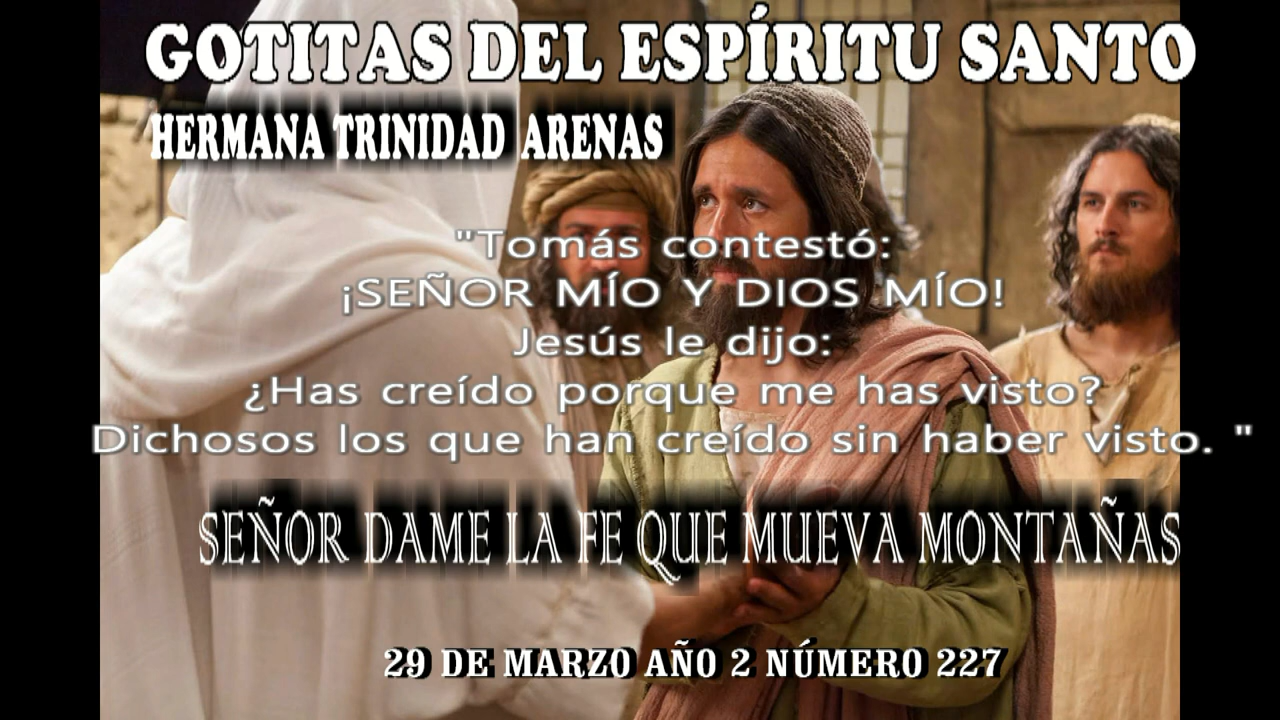 GOTITAS DEL ESPÍRITU SANTO
HERMANA TRINIDAD ARENAS
"Tomás contestó:
¡SEÑOR MÍO Y DIOS MÍO!
Jesús le dijo:
¿Has creído porque me has visto?
Dichosos los que han creído sin haber visto. "
SEÑOR DAME LA FE QUE MUEVA MONTAÑAS
29 DE MARZO AÑO 2 NÚMERO 227